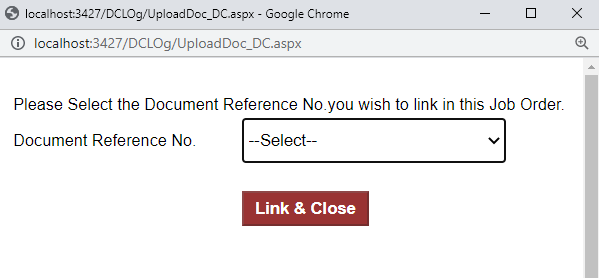 localhost:3427/DCLOg/UploadDoc_DC.aspx - Google Chrome
localhost:3427/DCLOg/UploadDoc_DC.aspx
Please Select the Document Reference No.you wish to link in this Job Order.
Document Reference No. --Select--
Link & Close